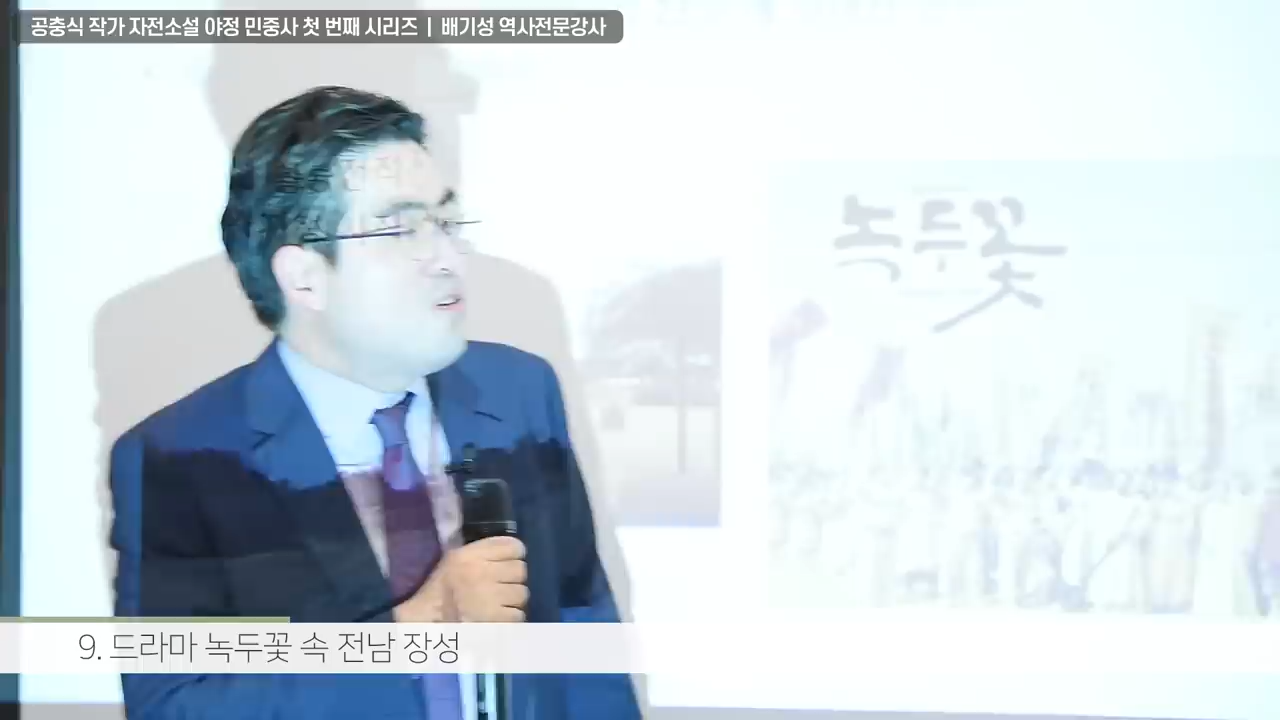 공충식 작가 자전소설 야정 민중사 첫 번째 시리즈 | 배기성 역사전문강사
녹두꽃
9. 드라마 녹두꽃 속 전남 장성